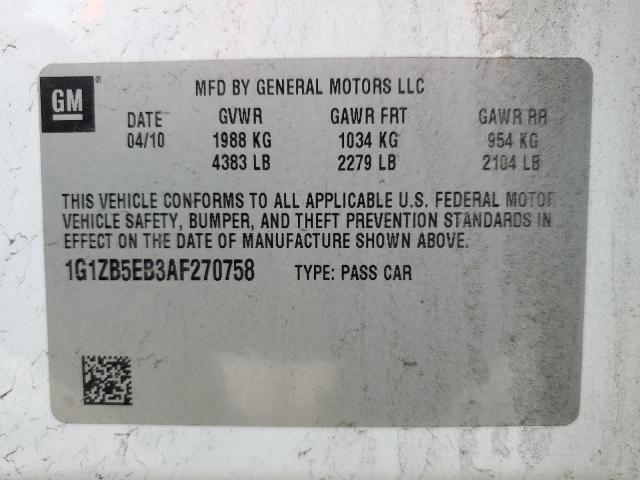 GM®
MFD BY GENERAL MOTORS LLC
DATE GVWR GAWR FRT GAWR RR
04/10 1988 KG 1034 KG 954 KG
4383 LB 2279 LB 2104 LB
THIS VEHICLE CONFORMS TO ALL APPLICABLE U.S. FEDERAL MOTOR
VEHICLE SAFETY, BUMPER, AND THEFT PREVENTION STANDARDS IN
EFFECT ON THE DATE OF MANUFACTURE SHOWN ABOVE.
1G1ZB5EB3AF270758 TYPE: PASS CAR